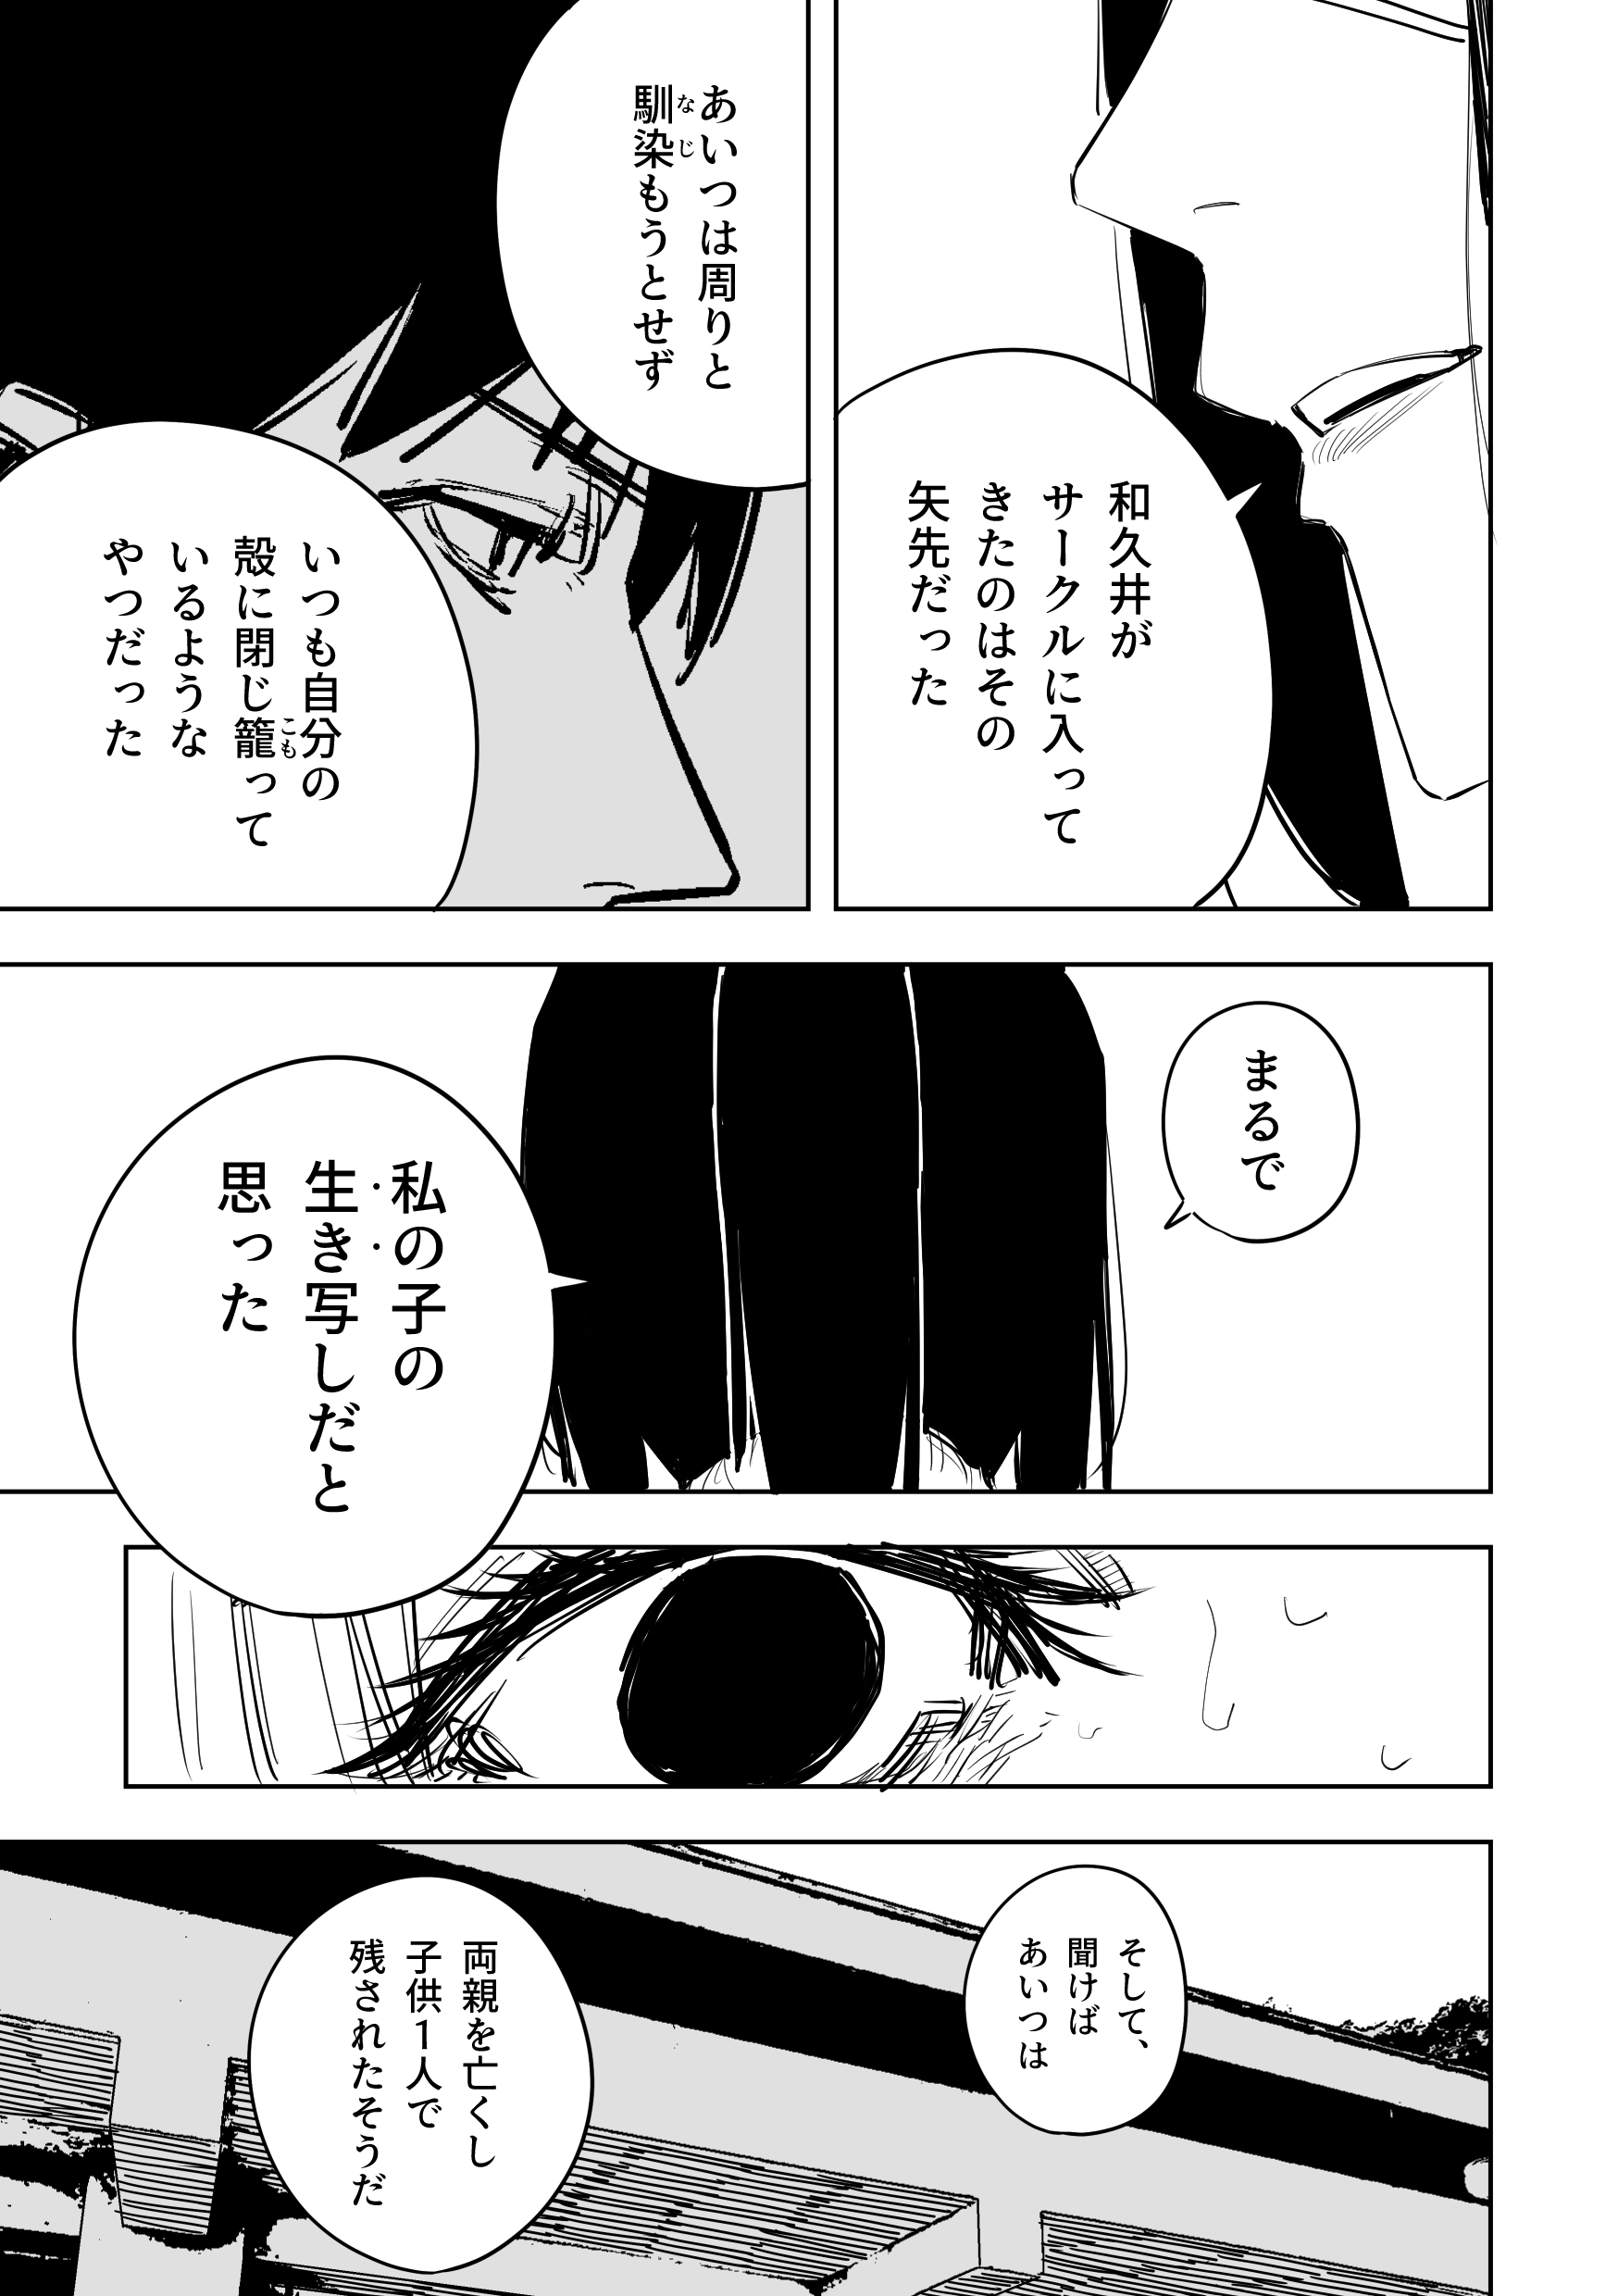 和久井が
サークルに入って
きたのはその
矢先だった
あいつは周りと
馴染もうとせず
なじ
いつも自分の
殻に閉じ籠って
こも
いるような
やつだった
まるで
私の子の
生き写しだと
思った
そして、
聞けば
あいつは
両親を亡くし
子供1人で
残されたそうだ